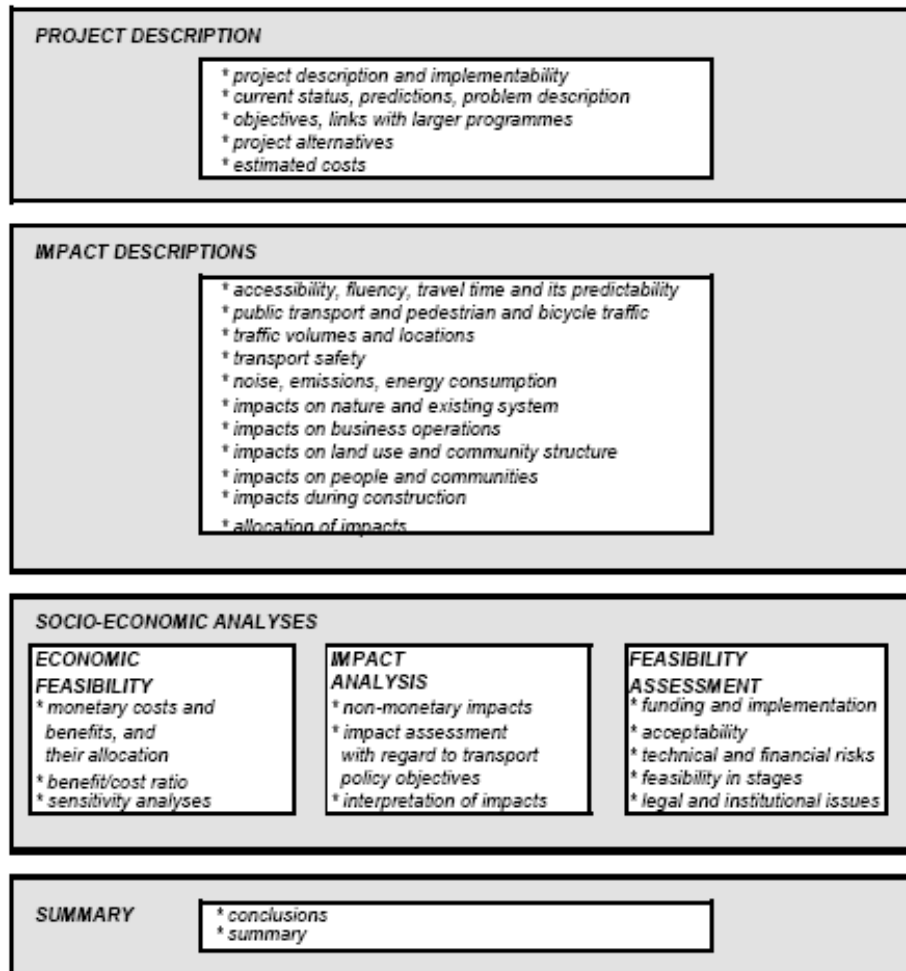 PROJECT DESCRIPTION
* project description and implementability
* current status, predictions, problem description
* objectives, links with larger programmes
* project alternatives
* estimated costs
IMPACT DESCRIPTIONS
* accessibility, fluency, travel time and its predictability
* public transport and pedestrian and bicycle traffic
* traffic volumes and locations
* transport safety
* noise, emissions, energy consumption
* impacts on nature and existing system
* impacts on business operations
* impacts on land use and community structure
* impacts on people and communities
* impacts during construction
* allocation of impacts
SOCIO-ECONOMIC ANALYSES
ECONOMIC
FEASIBILITY
* monetary costs and
benefits, and
their allocation
* benefit/cost ratio
* sensitivity analyses
IMPACT
ANALYSIS
* non-monetary impacts
* impact assessment
with regard to transport
policy objectives
* interpretation of impacts
FEASIBILITY
ASSESSMENT
* funding and implementation
* acceptability
* technical and financial risks
* feasibility in stages
* legal and institutional issues
SUMMARY
* conclusions
* summary